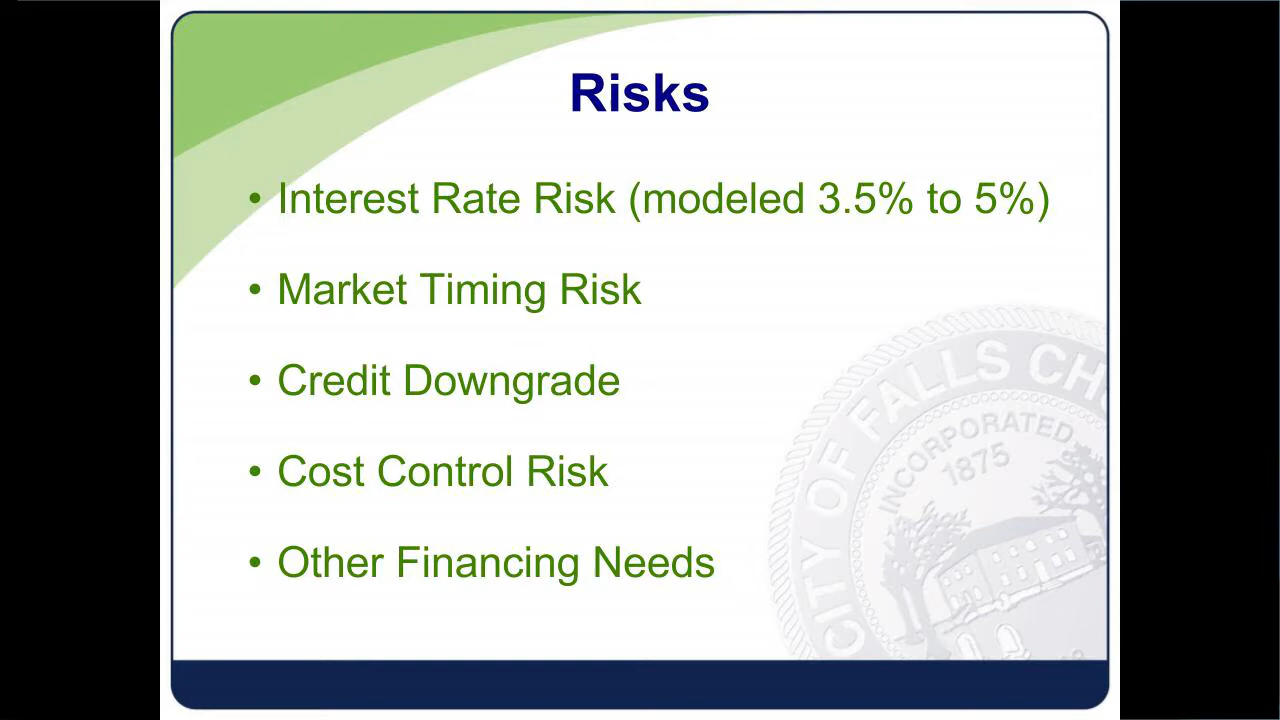 Risks
• Interest Rate Risk (modeled 3.5% to 5%)
• Market Timing Risk
• Credit Downgrade
• Cost Control Risk
• Other Financing Needs
CITY OF FALLS CH
INCORPORATED
1875